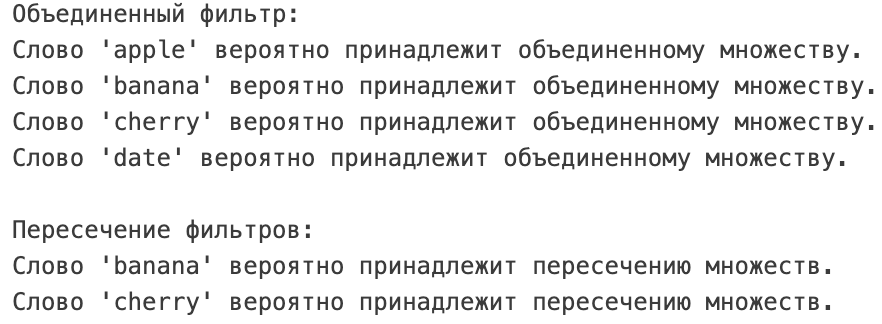 Объединенный фильтр:
Слово 'apple' вероятно принадлежит объединенному множеству.
Слово 'banana' вероятно принадлежит объединенному множеству.
Слово 'cherry' вероятно принадлежит объединенному множеству.
Слово 'date' вероятно принадлежит объединенному множеству.
Пересечение фильтров:
Слово 'banana' вероятно принадлежит пересечению множеств.
Слово 'cherry' вероятно принадлежит пересечению множеств.